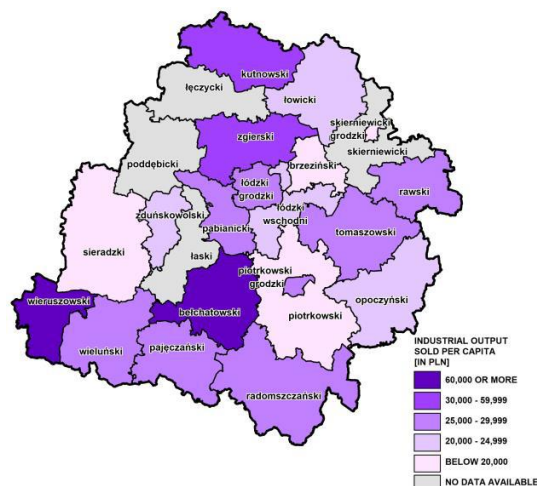 kutnowski
łęczycki
łowicki
skierniewicki
grodzki
skierniewicki
zgierski
brzeziński
poddębicki
łódzki
grodzki
rawski
zduńskowolski
łódzki
wschodni
pabianicki
tomaszowski
sieradzki
łaski
piotrkowski
grodzki
wieruszowski
opoczyński
bełchatowski
piotrkowski
wieluński
pajęczański
radomszczański
INDUSTRIAL OUTPUT
SOLD PER CAPITA
[IN PLN]
60,000 OR MORE
30,000 - 59,999
25,000 - 29,999
20,000 - 24,999
BELOW 20,000
NO DATA AVAILABLE